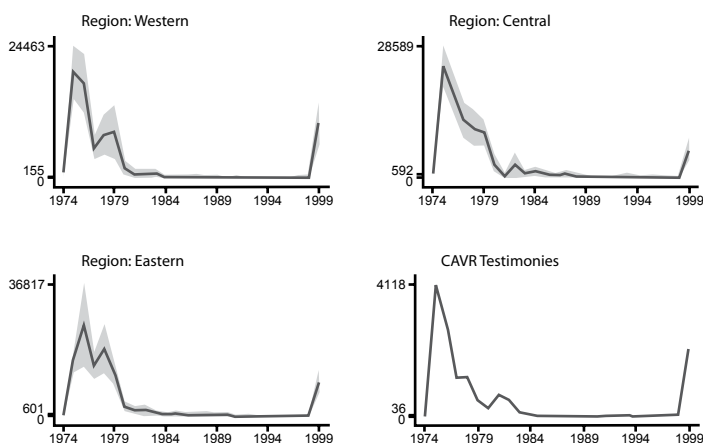 Region: Western
24463
155
0
1974 1979 1984 1989 1994 1999
Region: Central
28589
592
0
1974 1979 1984 1989 1994 1999
Region: Eastern
36817
601
0
1974 1979 1984 1989 1994 1999
CAVR Testimonies
4118
36
0
1974 1979 1984 1989 1994 1999